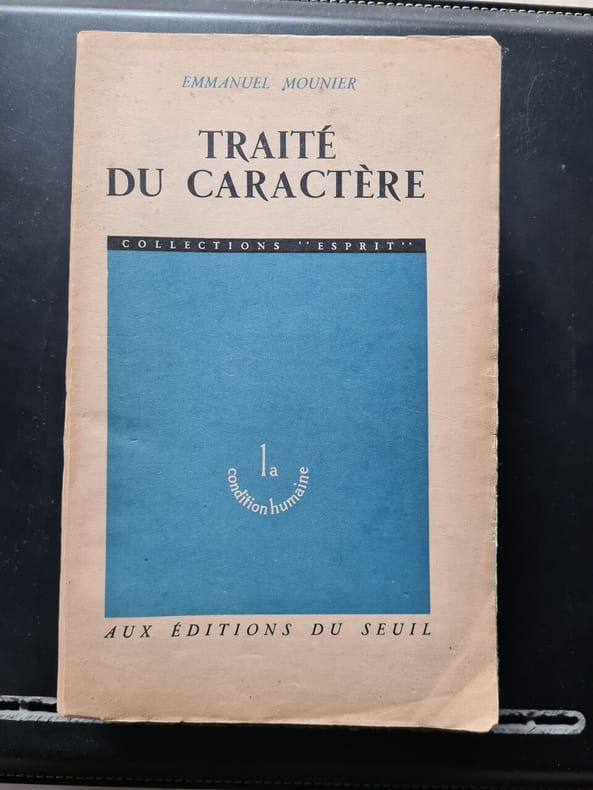 EMMANUEL MOUNIER
TRAITÉ
DU CARACTÈRE
COLLECTIONS "ESPRIT"
la
condition humaine
AUX ÉDITIONS DU SEUIL